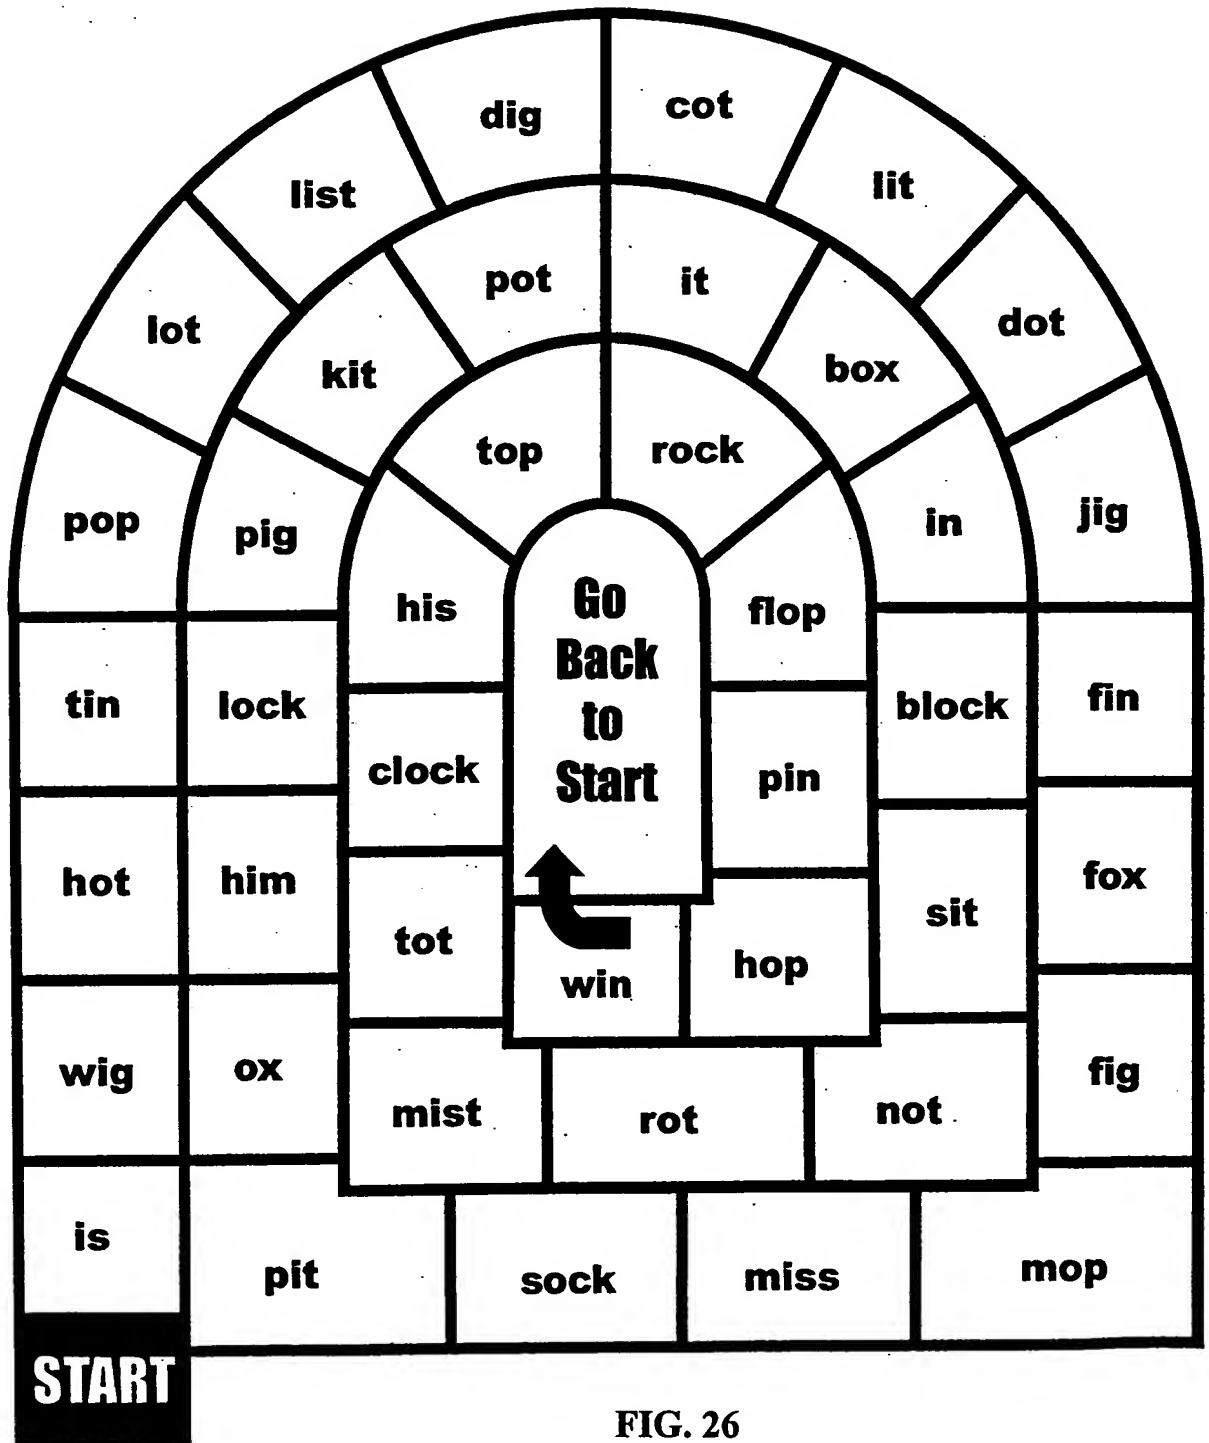 dig
cot
list
lit
pot
it
lot
dot
kit
box
top
rock
pop
pig
in
jig
his
Go
Back
to
Start
flop
tin
lock
block
fin
clock
pin
hot
him
fox
tot
sit
win
hop
wig
ox
fig
mist
rot
not
is
pit
sock
miss
mop
START
FIG. 26